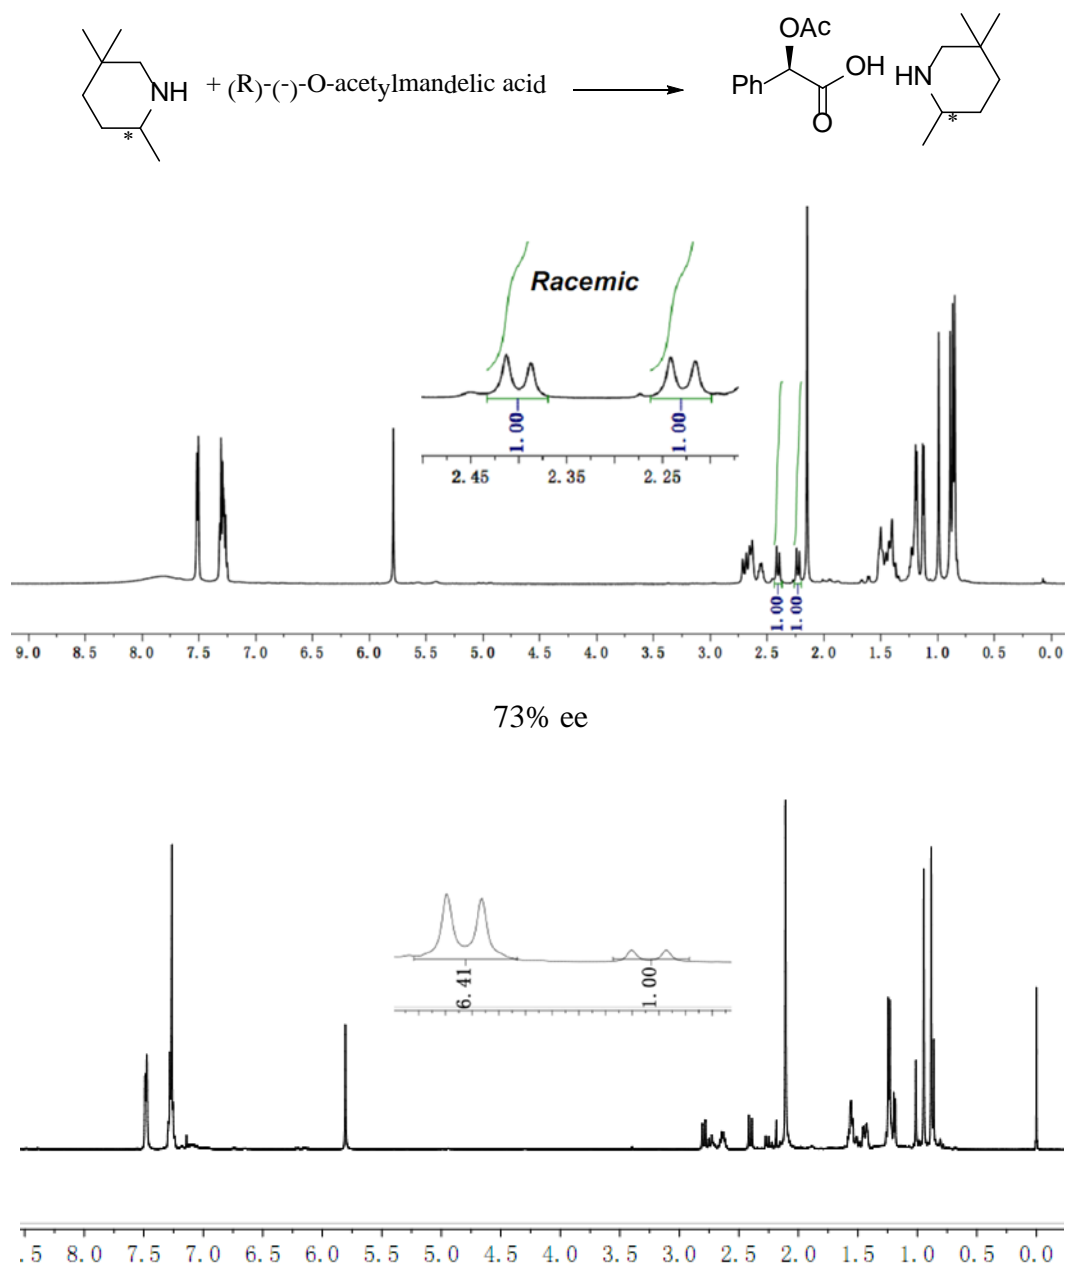 OAc
NH + (R)-(-)-O-acetylmandelic acid Ph OH HN
* O *
Racemic
1.00 1.00
2.45 2.35 2.25
1.00 1.00
9.0 8.5 8.0 7.5 7.0 6.5 6.0 5.5 5.0 4.5 4.0 3.5 3.0 2.5 2.0 1.5 1.0 0.5 0.0
73% ee
6.41 1.00
.5 8.0 7.5 7.0 6.5 6.0 5.5 5.0 4.5 4.0 3.5 3.0 2.5 2.0 1.5 1.0 0.5 0.0